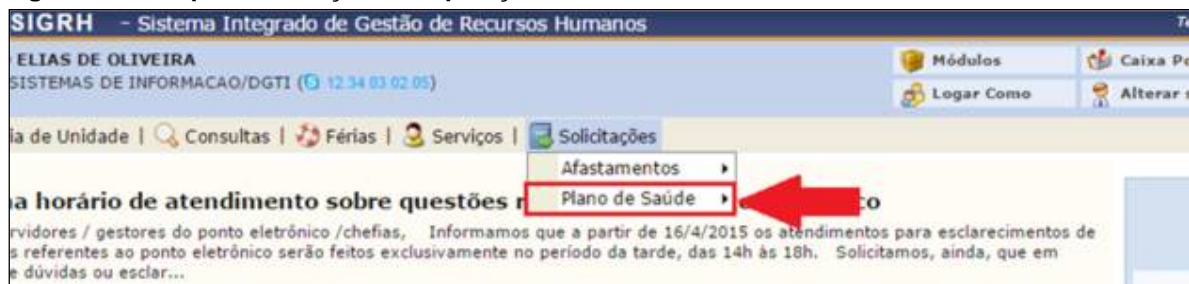 SIGRH - Sistema Integrado de Gestão de Recursos Humanos
ELIAS DE OLIVEIRA
Módulos
Caixa Po
SISTEMAS DE INFORMACAO/DGTI (12 34 03 02 05)
Logar Como
Alterar
ia de Unidade | Consultas | Férias | Serviços | Solicitações
Afastamentos
Plano de Saúde
a horário de atendimento sobre questões
co
rvidores / gestores do ponto eletrônico /chefias, Informamos que a partir de 16/4/2015 os atendimentos para esclarecimentos de
s referentes ao ponto eletrônico serão feitos exclusivamente no período da tarde, das 14h às 18h. Solicitamos, ainda, que em
e dúvidas ou esclar...